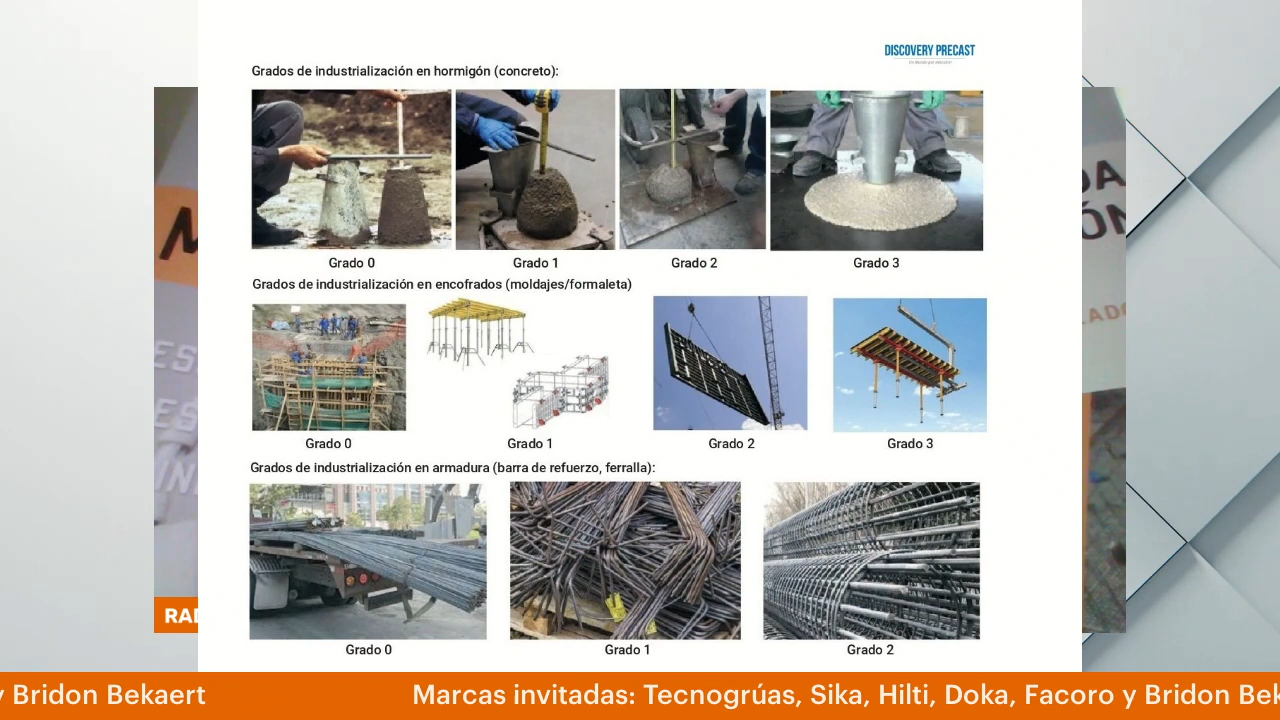 DISCOVERY PRECAST
Grados de industrialización en hormigón (concreto):
Grado 0
Grado 1
Grado 2
Grado 3
Grados de industrialización en encofrados (moldajes/formaleta)
Grado 0
Grado 1
Grado 2
Grado 3
Grados de industrialización en armadura (barra de refuerzo, ferralla):
Grado 0
Grado 1
Grado 2
y Bridon Bekaert
Marcas invitadas: Tecnogrúas, Sika, Hilti, Doka, Facoro y Bridon Bek